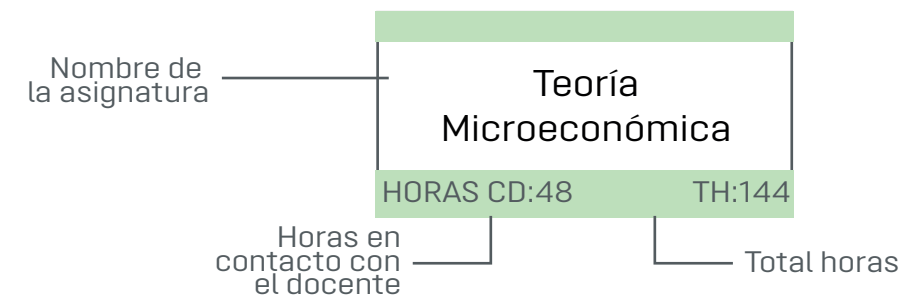 Nombre de
la asignatura
Teoría
Microeconómica
HORAS CD:48 TH:144
Horas en
contacto con
el docente
Total horas